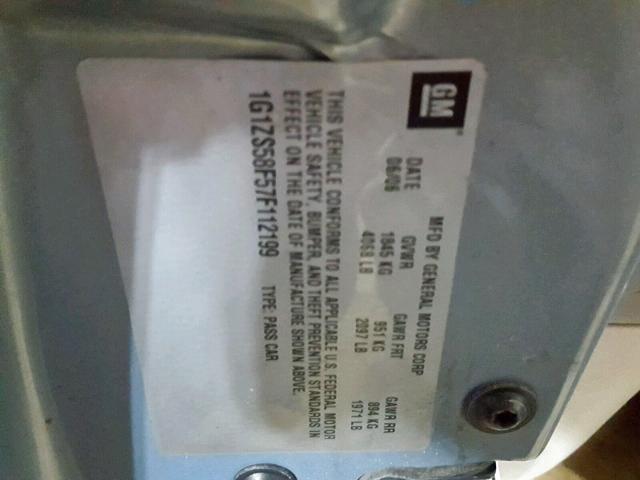 GM
MFD BY GENERAL MOTORS CORP
DATE GVWR GAWR FRT GAWR RR
06/06 1845 KG 951 KG 894 KG
4068 LB 2097 LB 1971 LB
THIS VEHICLE CONFORMS TO ALL APPLICABLE U.S. FEDERAL MOTOR
VEHICLE SAFETY, BUMPER, AND THEFT PREVENTION STANDARDS IN
EFFECT ON THE DATE OF MANUFACTURE SHOWN ABOVE.
1G1ZS58F57F112199 TYPE: PASS CAR